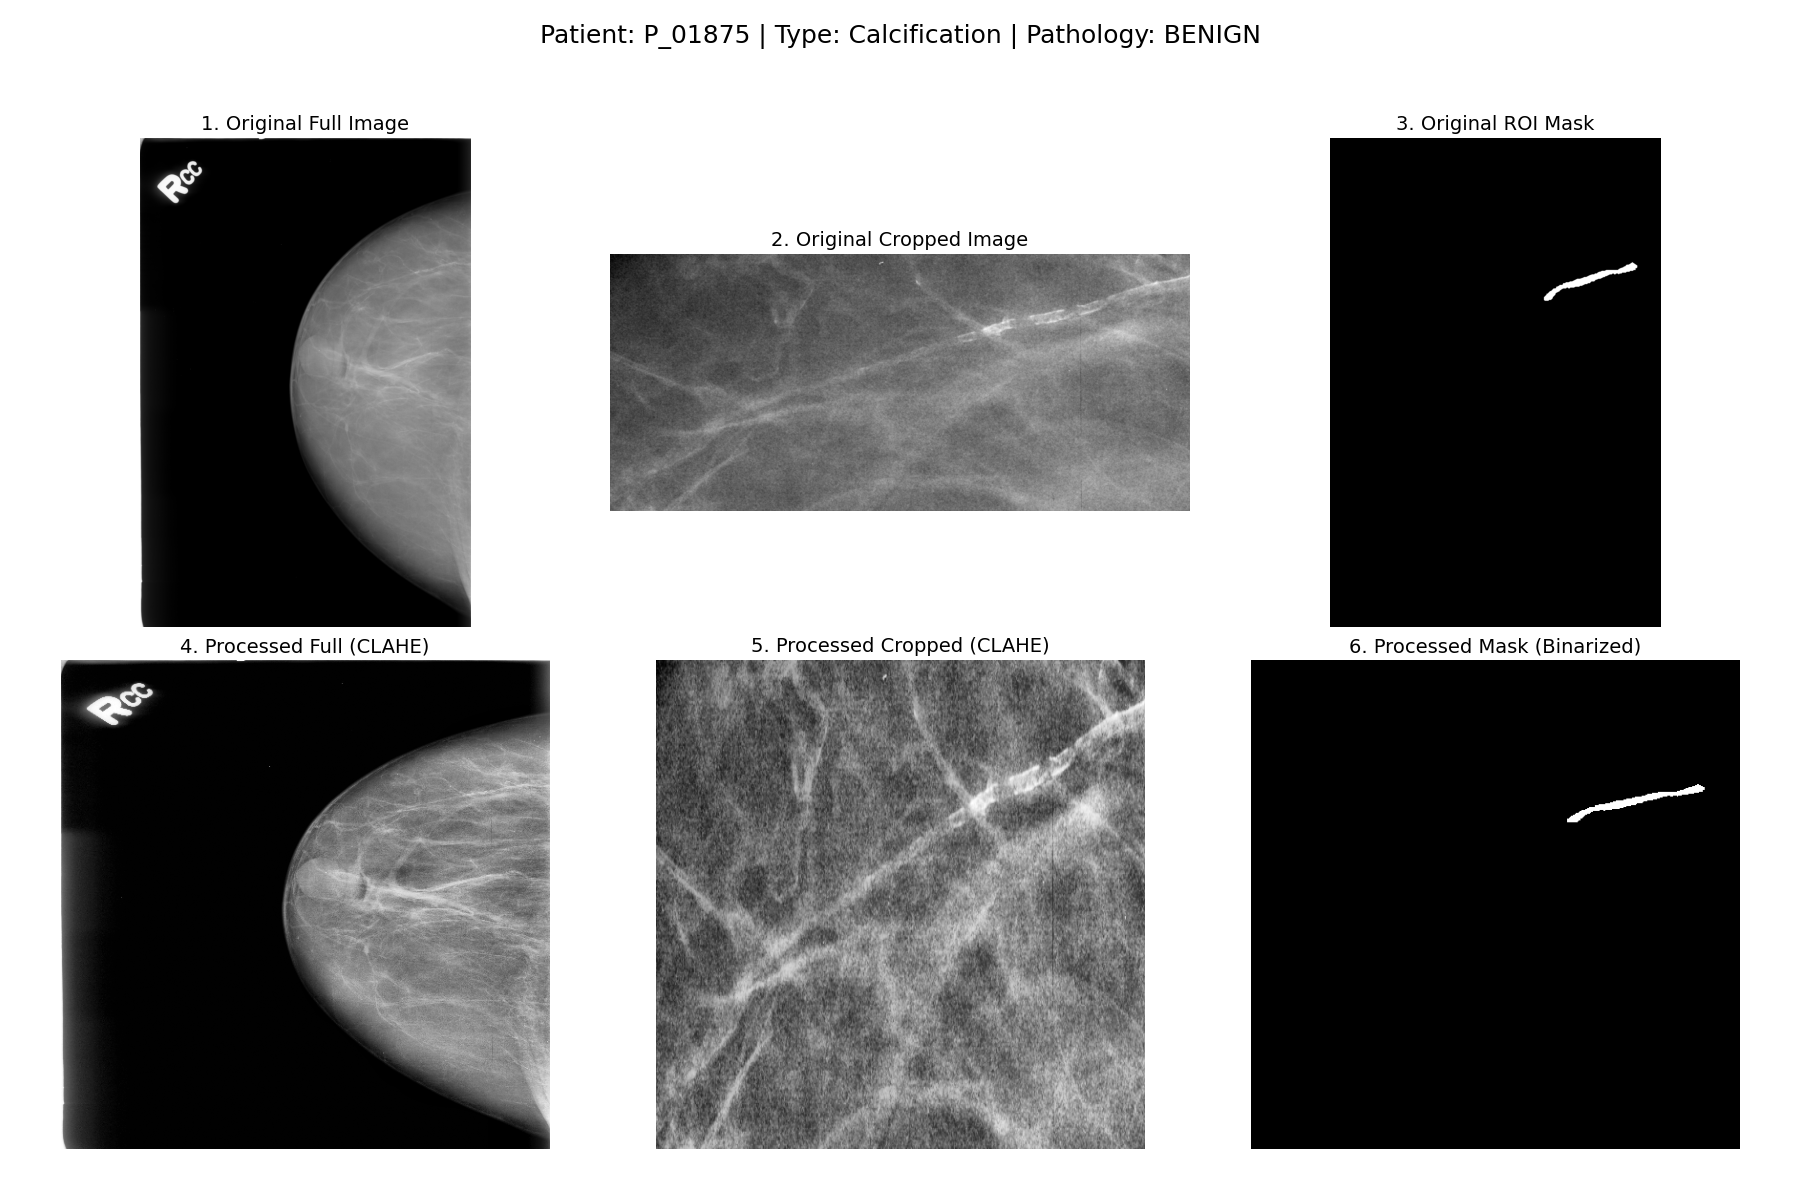 Patient: P_01875 | Type: Calcification | Pathology: BENIGN
1. Original Full Image
RCC
2. Original Cropped Image
3. Original ROI Mask
4. Processed Full (CLAHE)
RCC
5. Processed Cropped (CLAHE)
6. Processed Mask (Binarized)